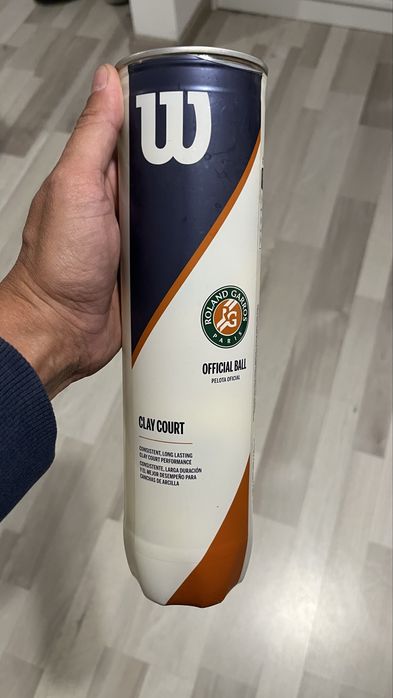 W
ROLAND GARROS
RG
PARIS
OFFICIAL BALL
PELOTA OFICIAL
CLAY COURT
CONSISTENT, LONG LASTING
CLAY COURT PERFORMANCE
CONSISTENTE, LARGA DURACIÓN
Y EL MEJOR DESEMPEÑO PARA
CANCHAS DE ARCILLA